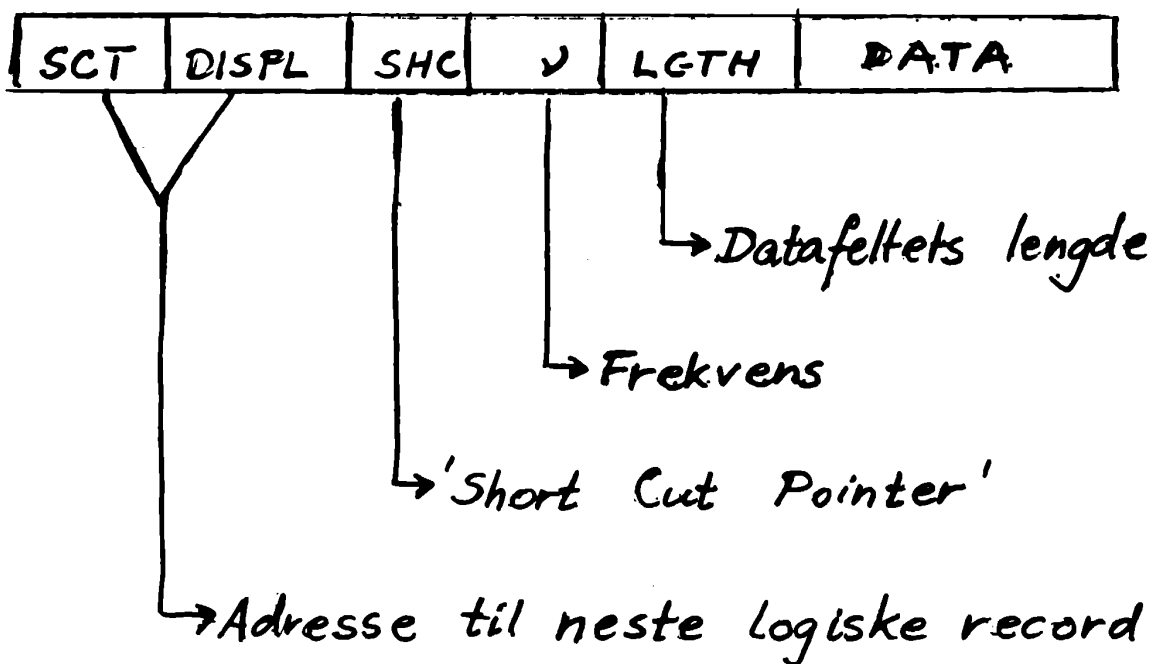 SCT DISPL SHC ν LGTH DATA
Datafeltets lengde
Frekvens
'Short Cut Pointer'
Adresse til neste logiske record